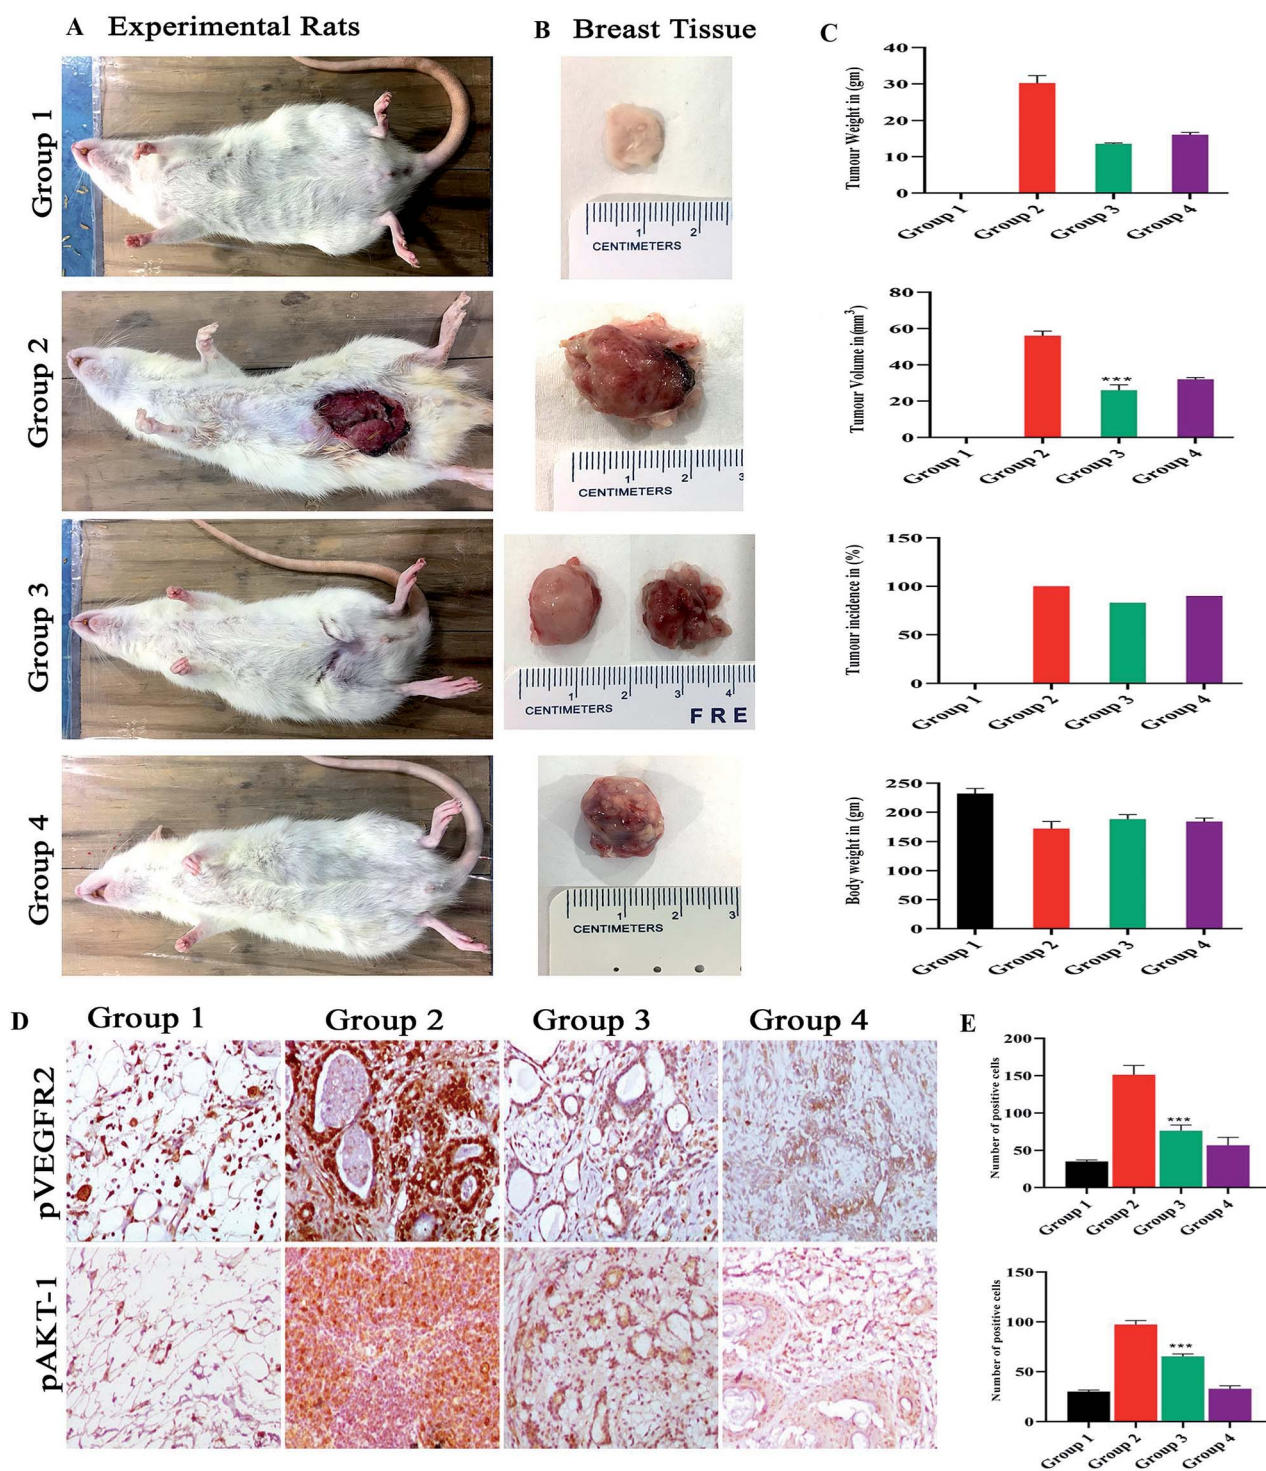 A Experimental Rats
B Breast Tissue
C
Group 1
Group 2
Group 3
Group 4
1 2
CENTIMETERS
1 2 3
CENTIMETERS
1 2 3 4
CENTIMETERS
FRE
1 2 3
CENTIMETERS
Tumour Weight in (gm)
40
30
20
10
0
Group 1 Group 2 Group 3 Group 4
Tumour Volume in(mm³)
80
60
40
20
0
***
Group 1 Group 2 Group 3 Group 4
Tumour incidence in (%)
150
100
50
0
Group 1 Group 2 Group 3 Group 4
Body weight in (gm)
250
200
150
100
50
0
Group 1 Group 2 Group 3 Group 4
D Group 1 Group 2 Group 3 Group 4
pVEGFR2
pAKT-1
E
Number of positive cells
200
150
100
50
0
***
Group 1 Group 2 Group 3 Group 4
Number of positive cells
150
100
50
0
***
Group 1 Group 2 Group 3 Group 4